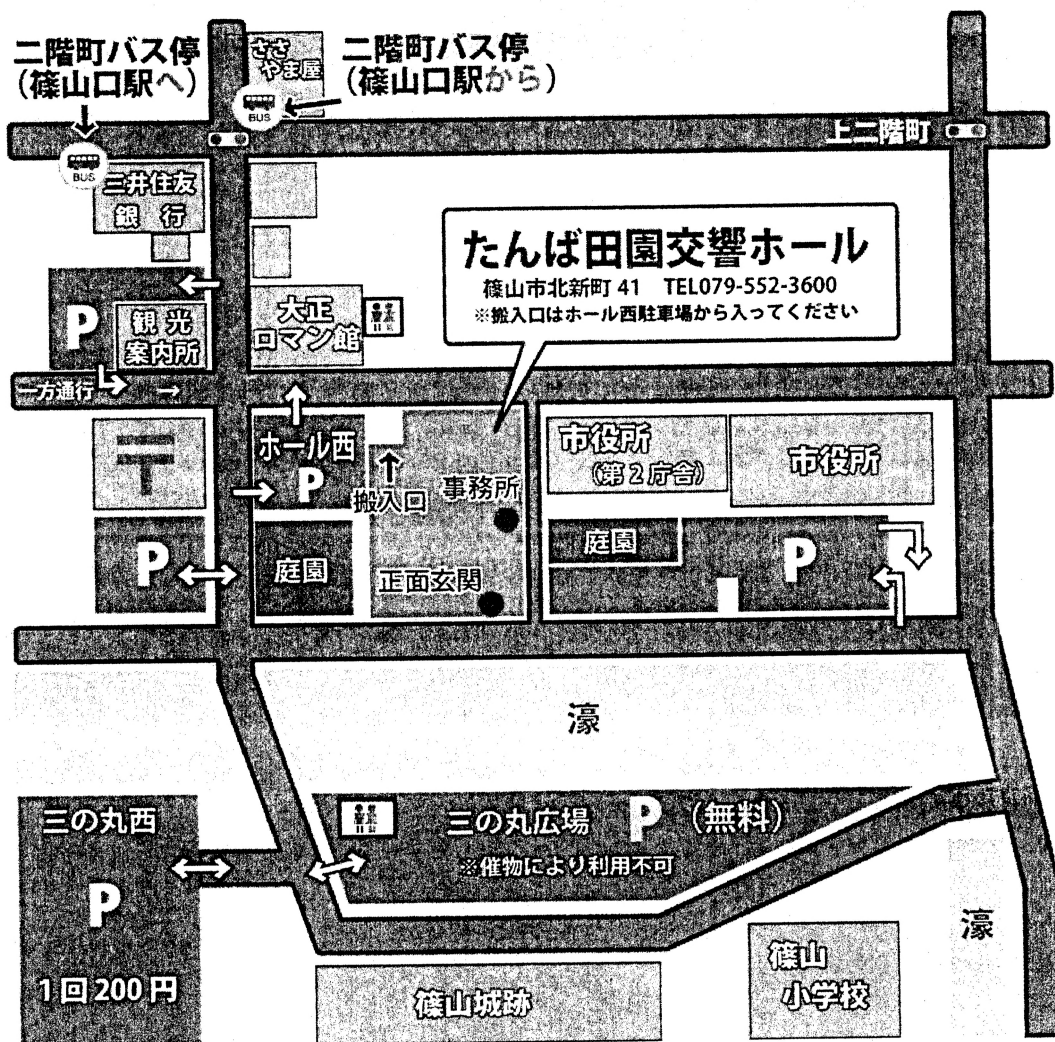 二階町バス停
(篠山口駅へ)
ささ
やま屋
二階町バス停
(篠山口駅から)
BUS
BUS
上二階町
三井住友
銀 行
たんば田園交響ホール
篠山市北新町 41 TEL079-552-3600
※搬入口はホール西駐車場から入ってください
P
観 光
案内所
大正
ロマン館
一方通行
→
〒
ホール西
P
搬入口
事務所
市役所
(第2庁舎)
市役所
P
庭園
正面玄関
庭園
P
濠
三の丸西
P
1回 200 円
三の丸広場 P (無料)
※催物により利用不可
濠
篠山城跡
篠山
小学校